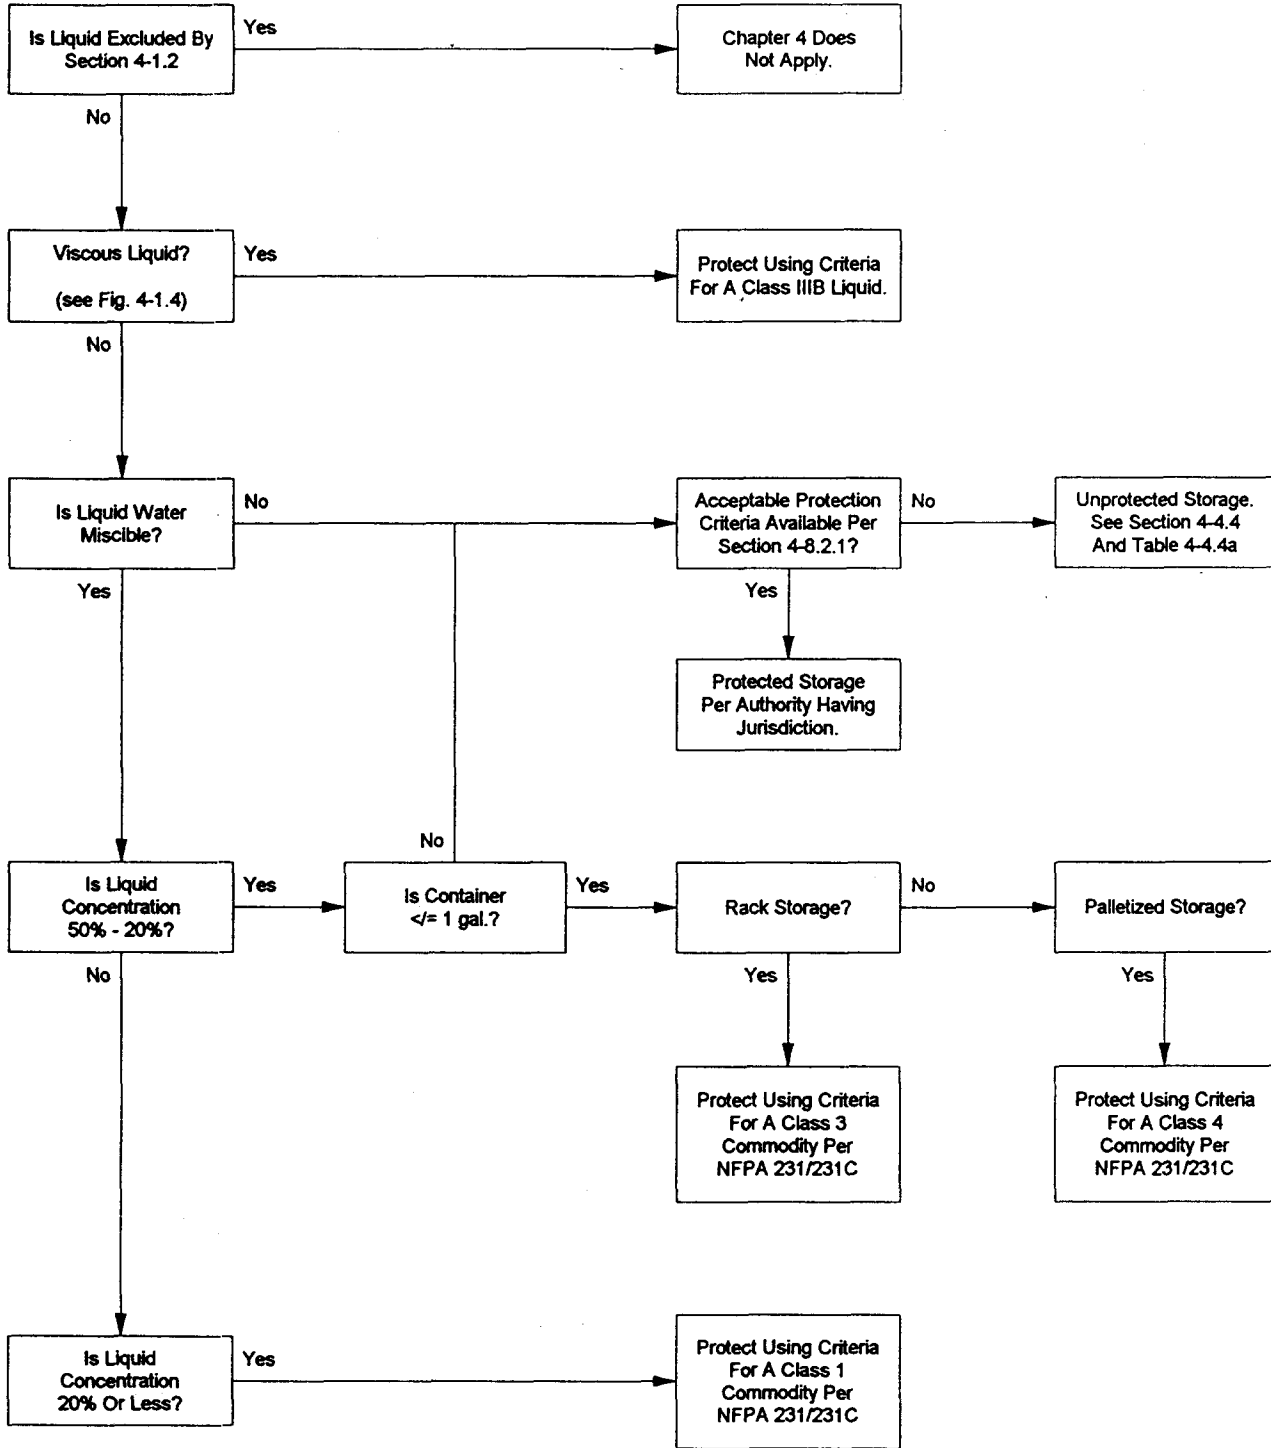 Is Liquid Excluded By
Section 4-1.2
Yes
Chapter 4 Does
Not Apply.
No
Viscous Liquid?
(see Fig. 4-1.4)
Yes
Protect Using Criteria
For A Class IIIB Liquid.
No
Is Liquid Water
Miscible?
No
Acceptable Protection
Criteria Available Per
Section 4-8.2.1?
No
Unprotected Storage.
See Section 4-4.4
And Table 4-4.4a
Yes
Yes
Protected Storage
Per Authority Having
Jurisdiction.
No
Is Liquid
Concentration
50% - 20%?
Yes
Is Container
</= 1 gal.?
Yes
Rack Storage?
No
Palletized Storage?
No
Yes
Yes
Protect Using Criteria
For A Class 3
Commodity Per
NFPA 231/231C
Protect Using Criteria
For A Class 4
Commodity Per
NFPA 231/231C
Is Liquid
Concentration
20% Or Less?
Yes
Protect Using Criteria
For A Class 1
Commodity Per
NFPA 231/231C